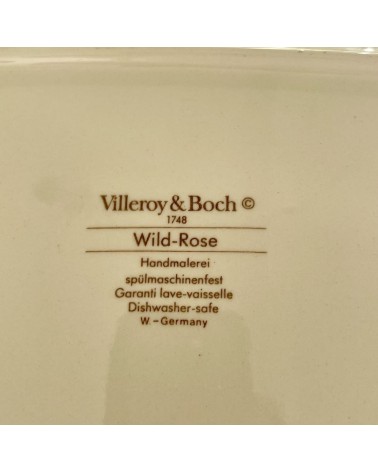 Villeroy & Boch ©
1748
Wild-Rose
Handmalerei
spülmaschinenfest
Garanti lave-vaisselle
Dishwasher-safe
W.-Germany